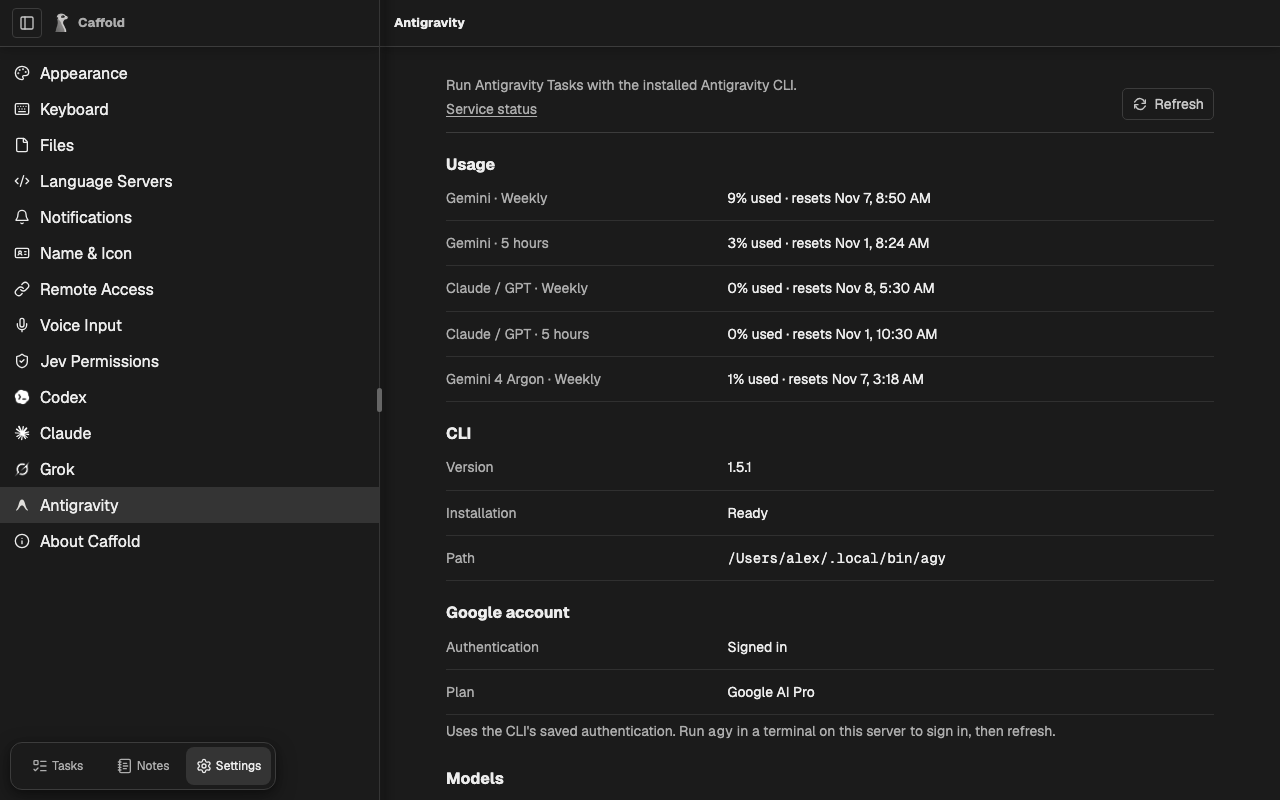 Caffold
Antigravity
Appearance
Keyboard
Files
Language Servers
Notifications
Name & Icon
Remote Access
Voice Input
Jev Permissions
Codex
Claude
Grok
Antigravity
About Caffold
Tasks
Notes
Settings
Run Antigravity Tasks with the installed Antigravity CLI.
Service status
Refresh
Usage
Gemini · Weekly 9% used · resets Nov 7, 8:50 AM
Gemini · 5 hours 3% used · resets Nov 1, 8:24 AM
Claude / GPT · Weekly 0% used · resets Nov 8, 5:30 AM
Claude / GPT · 5 hours 0% used · resets Nov 1, 10:30 AM
Gemini 4 Argon · Weekly 1% used · resets Nov 7, 3:18 AM
CLI
Version 1.5.1
Installation Ready
Path /Users/alex/.local/bin/agy
Google account
Authentication Signed in
Plan Google AI Pro
Uses the CLI's saved authentication. Run agy in a terminal on this server to sign in, then refresh.
Models